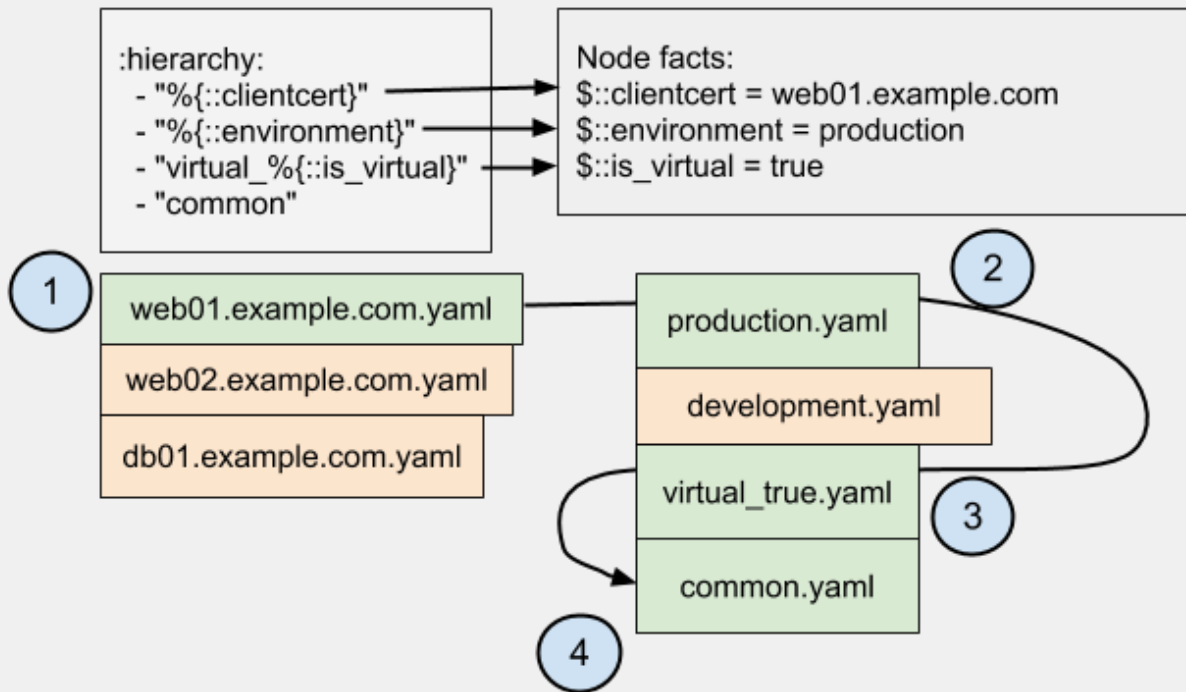 :hierarchy:
- "%{::clientcert}"
- "%{::environment}"
- "virtual_%{::is_virtual}"
- "common"
Node facts:
$::clientcert = web01.example.com
$::environment = production
$::is_virtual = true
1
web01.example.com.yaml
web02.example.com.yaml
db01.example.com.yaml
2
production.yaml
development.yaml
virtual_true.yaml
3
common.yaml
4